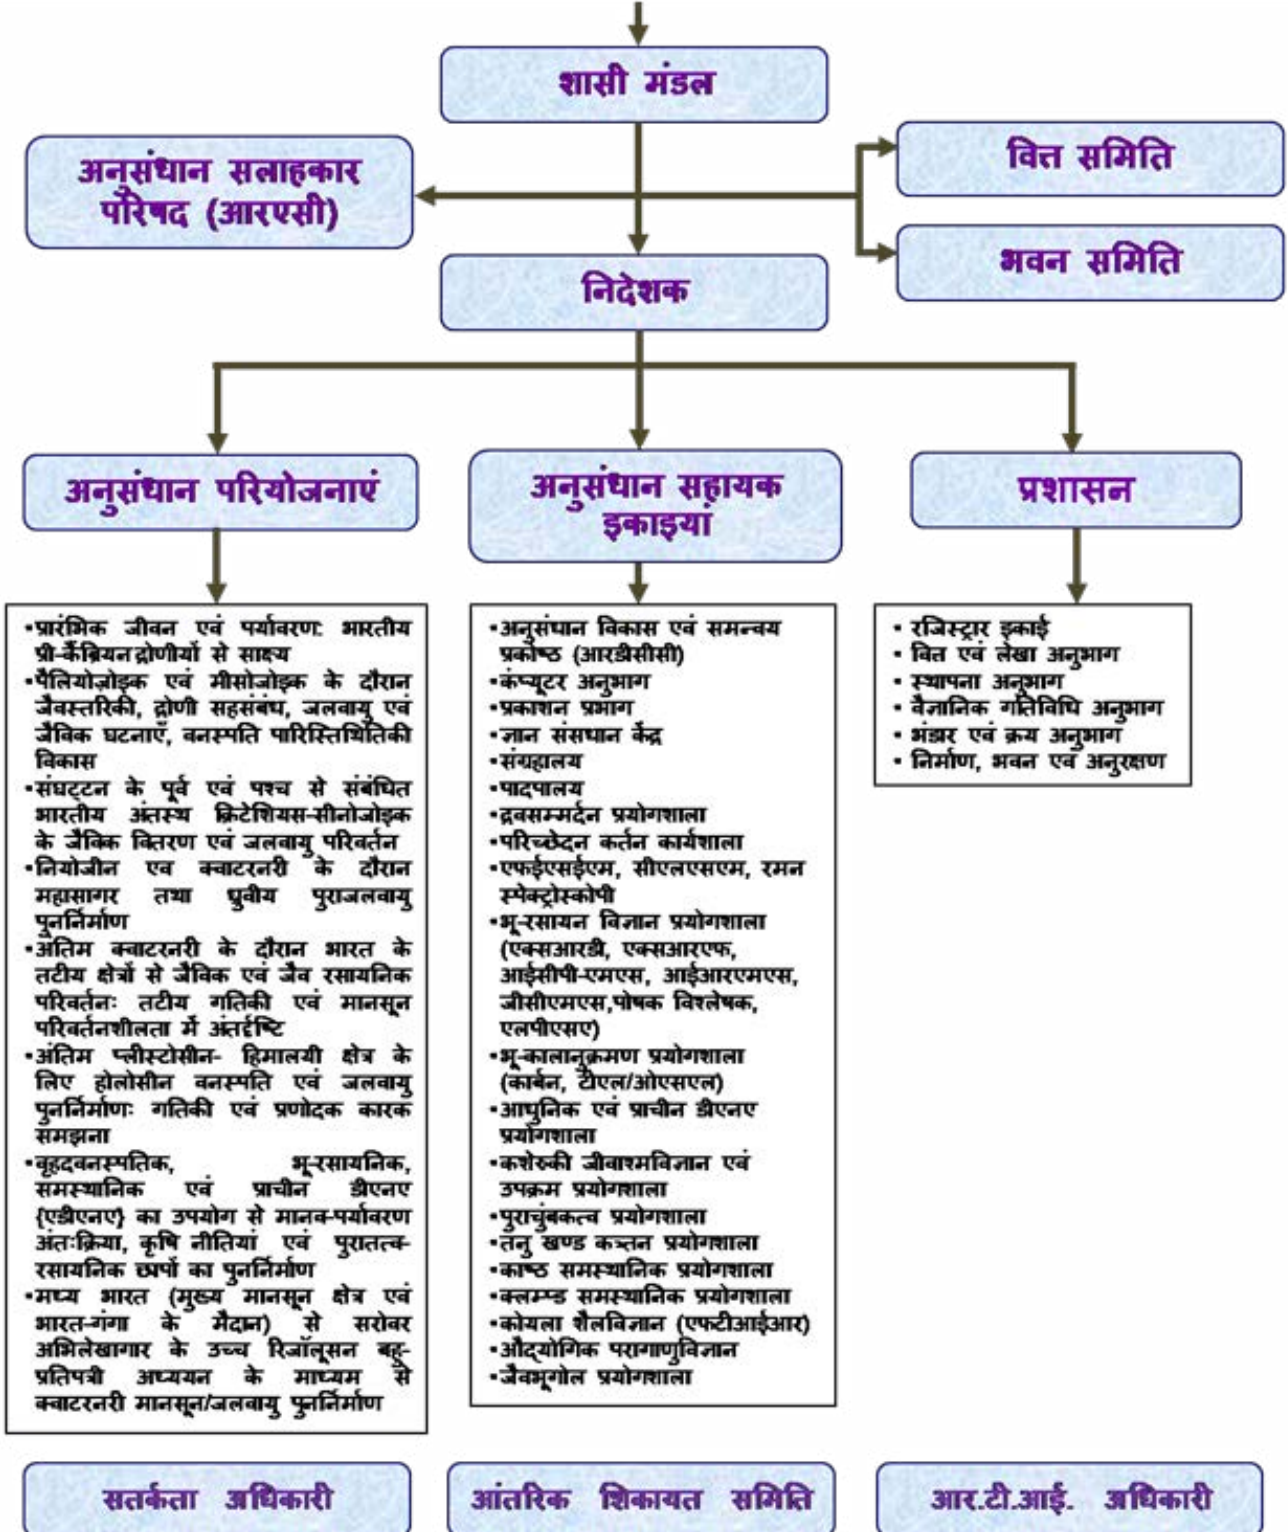 शासी मंडल
अनुसंधान सलाहकार
परिषद (आरएसी)
वित्त समिति
भवन समिति
निदेशक
अनुसंधान परियोजनाएं
▪प्रारंभिक जीवन एवं पर्यावरण: भारतीय
प्री-कैंब्रियन द्रोणीयों से साक्ष्य
▪पैलियोज़ोइक एवं मीसोजोइक के दौरान
जैवस्तरिकी, द्रोणी सहसंबंध, जलवायु एवं
जैविक घटनाएँ, वनस्पति पारिस्तिथितिकी
विकास
▪संघट्टन के पूर्व एवं पश्च से संबंधित
भारतीय अंतस्थ क्रिटेशियस-सीनोजोइक
के जैविक वितरण एवं जलवायु परिवर्तन
▪नियोजीन एव क्वाटरनरी के दौरान
महासागर तथा ध्रुवीय पुराजलवायु
पुनर्निर्माण
▪अंतिम क्वाटरनरी के दौरान भारत के
तटीय क्षेत्रों से जैविक एवं जैव रसायनिक
परिवर्तनः तटीय गतिकी एवं मानसून
परिवर्तनशीलता में अंतर्दृष्टि
▪अंतिम प्लीस्टोसीन- हिमालयी क्षेत्र के
लिए होलोसीन वनस्पति एवं जलवायु
पुनर्निर्माणः गतिकी एवं प्रणोदक कारक
समझना
▪वृहदवनस्पतिक, भू-रसायनिक,
समस्थानिक एवं प्राचीन डीएनए
{एडीएनए} का उपयोग से मानव-पर्यावरण
अंतःक्रिया, कृषि नीतियां एवं पुरातत्व-
रसायनिक छापों का पुनर्निर्माण
▪मध्य भारत (मुख्य मानसून क्षेत्र एवं
भारत-गंगा के मैदान) से सरोवर
अभिलेखागार के उच्च रिजॉलूसन बहु-
प्रतिपत्री अध्ययन के माध्यम से
क्वाटरनरी मानसून/जलवायु पुनर्निर्माण
अनुसंधान सहायक
इकाइयां
▪अनुसंधान विकास एवं समन्वय
प्रकोष्ठ (आरडीसीसी)
▪कंप्यूटर अनुभाग
▪प्रकाशन प्रभाग
▪ज्ञान संसधान केंद्र
▪संग्रहालय
▪पादपालय
▪द्रवसम्मर्दन प्रयोगशाला
▪परिच्छेदन कर्तन कार्यशाला
▪एफईएसईएम, सीएलएसएम, रमन
स्पेक्ट्रोस्कोपी
▪भू-रसायन विज्ञान प्रयोगशाला
(एक्सआरडी, एक्सआरएफ,
आईसीपी-एमएस, आईआरएमएस,
जीसीएमएस,पोषक विश्लेषक,
एलपीएसए)
▪भू-कालानुक्रमण प्रयोगशाला
(कार्बन, टीएल/ओएसएल)
▪आधुनिक एवं प्राचीन डीएनए
प्रयोगशाला
▪कशेरुकी जीवाश्मविज्ञान एवं
उपक्रम प्रयोगशाला
▪पुराचुंबकत्व प्रयोगशाला
▪तनु खण्ड कत्तन प्रयोगशाला
▪काष्ठ समस्थानिक प्रयोगशाला
▪क्लम्प्ड समस्थानिक प्रयोगशाला
▪कोयला शैलविज्ञान (एफटीआईआर)
▪औद्योगिक परागाणुविज्ञान
▪जैवभूगोल प्रयोगशाला
प्रशासन
▪ रजिस्ट्रार इकाई
▪ वित्त एवं लेखा अनुभाग
▪ स्थापना अनुभाग
▪ वैज्ञानिक गतिविधि अनुभाग
▪ भंडार एवं क्रय अनुभाग
▪ निर्माण, भवन एवं अनुरक्षण
सतर्कता अधिकारी
आंतरिक शिकायत समिति
आर.टी.आई. अधिकारी